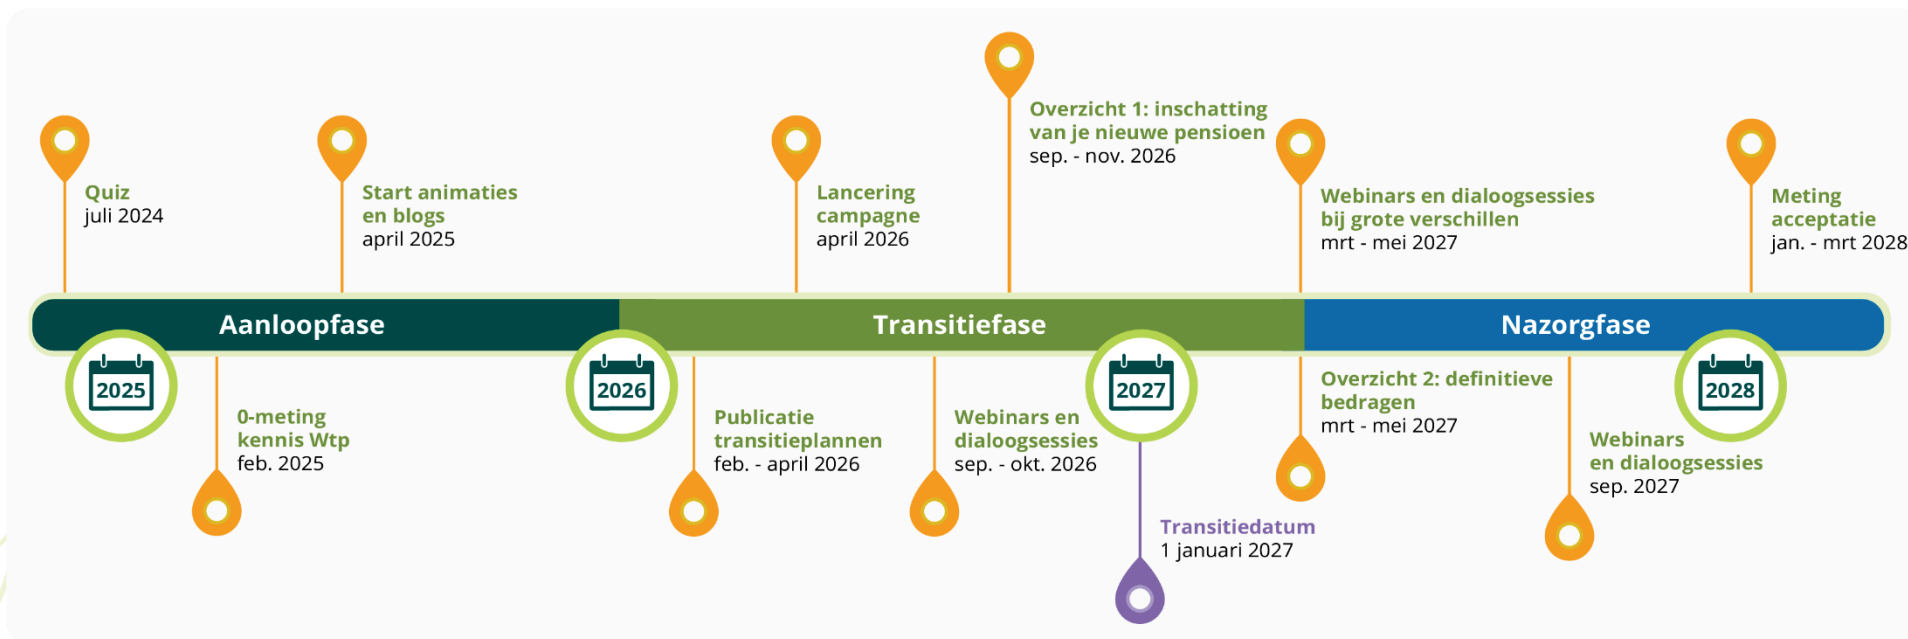 Overzicht 1: inschatting
van je nieuwe pensioen
sep. - nov. 2026
Quiz
juli 2024
Start animaties
en blogs
april 2025
Lancering
campagne
april 2026
Webinars en dialoogsessies
bij grote verschillen
mrt - mei 2027
Meting
acceptatie
jan. - mrt 2028
Aanloopfase
Transitiefase
Nazorgfase
2025
2026
2027
2028
0-meting
kennis Wtp
feb. 2025
Publicatie
transitieplannen
feb. - april 2026
Webinars en
dialoogsessies
sep. - okt. 2026
Transitiedatum
1 januari 2027
Overzicht 2: definitieve
bedragen
mrt - mei 2027
Webinars
en dialoogsessies
sep. 2027